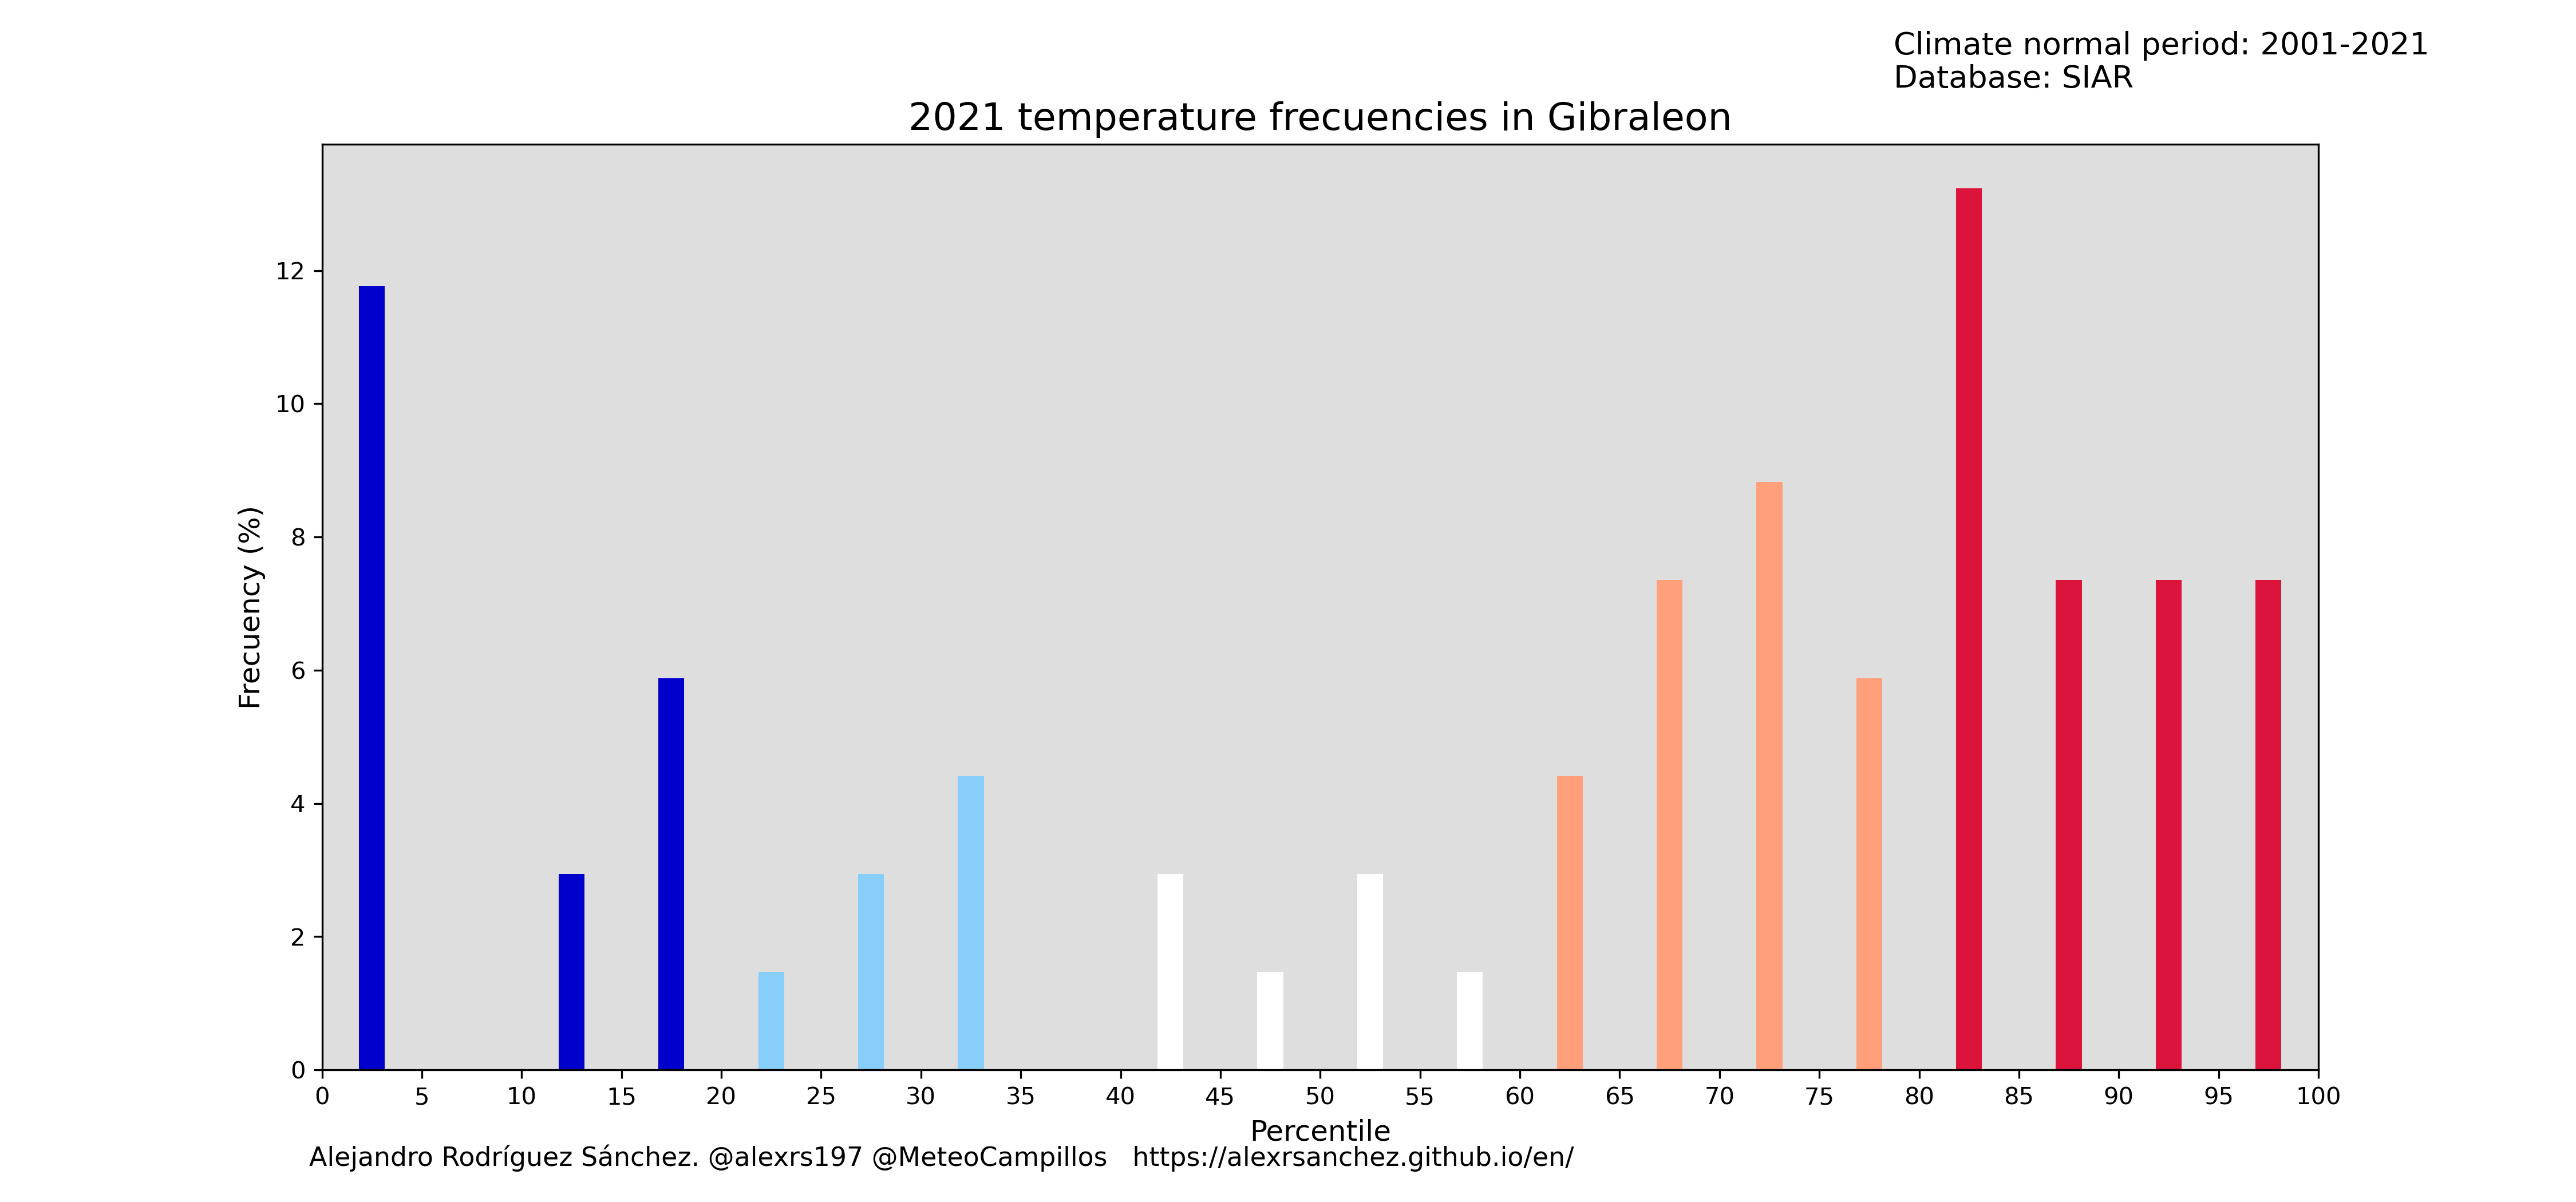 Climate normal period: 2001-2021
Database: SIAR
2021 temperature frecuencies in Gibraleon
Frecuency (%)
12
10
8
6
4
2
0
0 5 10 15 20 25 30 35 40 45 50 55 60 65 70 75 80 85 90 95 100
Percentile
Alejandro Rodríguez Sánchez. @alexrs197 @MeteoCampillos https://alexrsanchez.github.io/en/